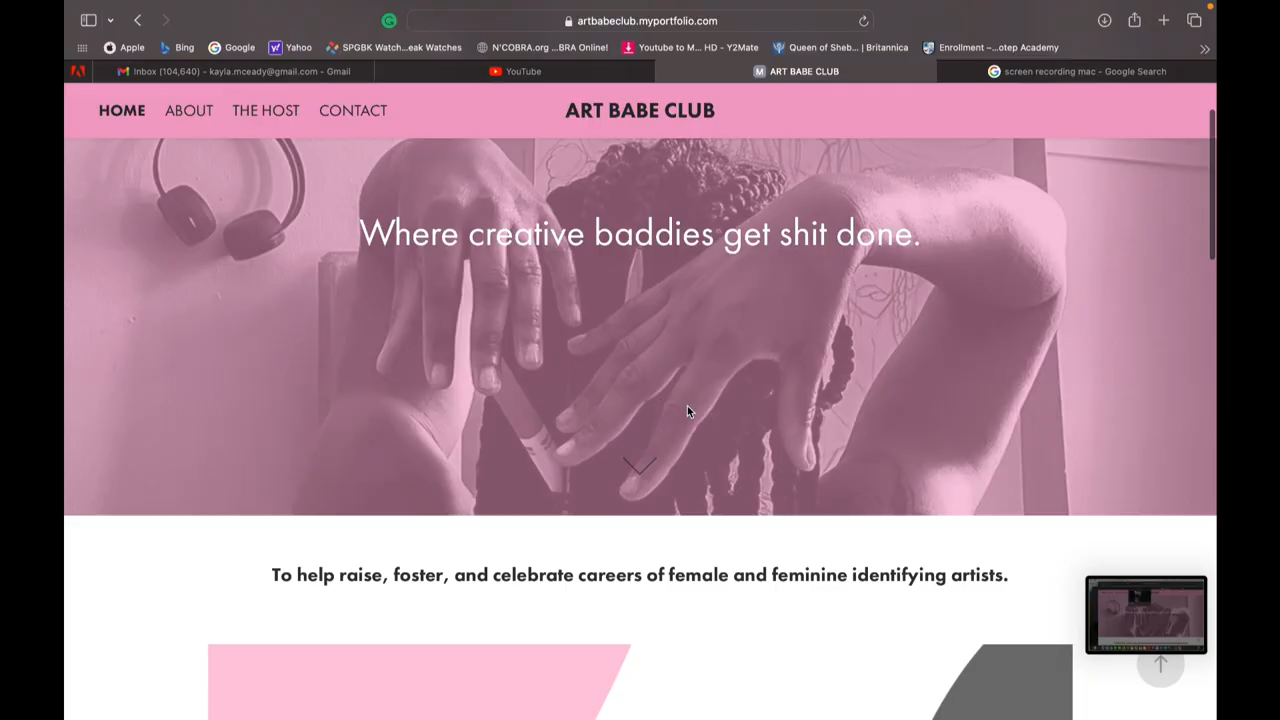 artbabeclub.myportfolio.com
Apple Bing Google Yahoo SPGBK Watch...eak Watches N'COBRA.org ...BRA Online! Youtube to M... HD - Y2Mate Queen of Sheb... | Britannica Enrollment –...otep Academy
Inbox (104,640) - kayla.mceady@gmail.com - Gmail YouTube M ART BABE CLUB screen recording mac - Google Search
HOME ABOUT THE HOST CONTACT ART BABE CLUB
Where creative baddies get shit done.
To help raise, foster, and celebrate careers of female and feminine identifying artists.